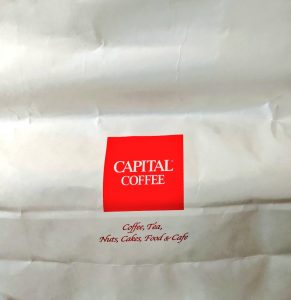 CAPITAL
COFFEE
Coffee, Tea,
Nuts, Cakes, Food & Cafe